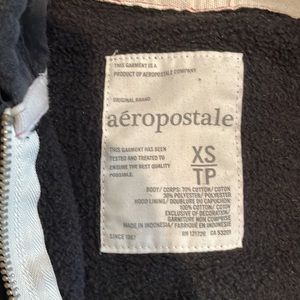 THIS GARMENT IS A
PRODUCT OF AEROPOSTALE COMPANY
ORIGINAL BRAND
aéropostale
THIS GARMENT HAS BEEN
TESTED AND TREATED TO
ENSURE THE BEST QUALITY
POSSIBLE.
XS
TP
BODY/ CORPS: 70% COTTON/ COTON
30% POLYESTER/ POLYESTER
HOOD LINING/ DOUBLURE DU CAPUCHON:
100% COTTON/ COTON
EXCLUSIVE OF DECORATION/
GARNITURE NON COMPRISE
MADE IN INDONESIA/ FABRIQUÉ EN INDONESIE
SINCE 1987